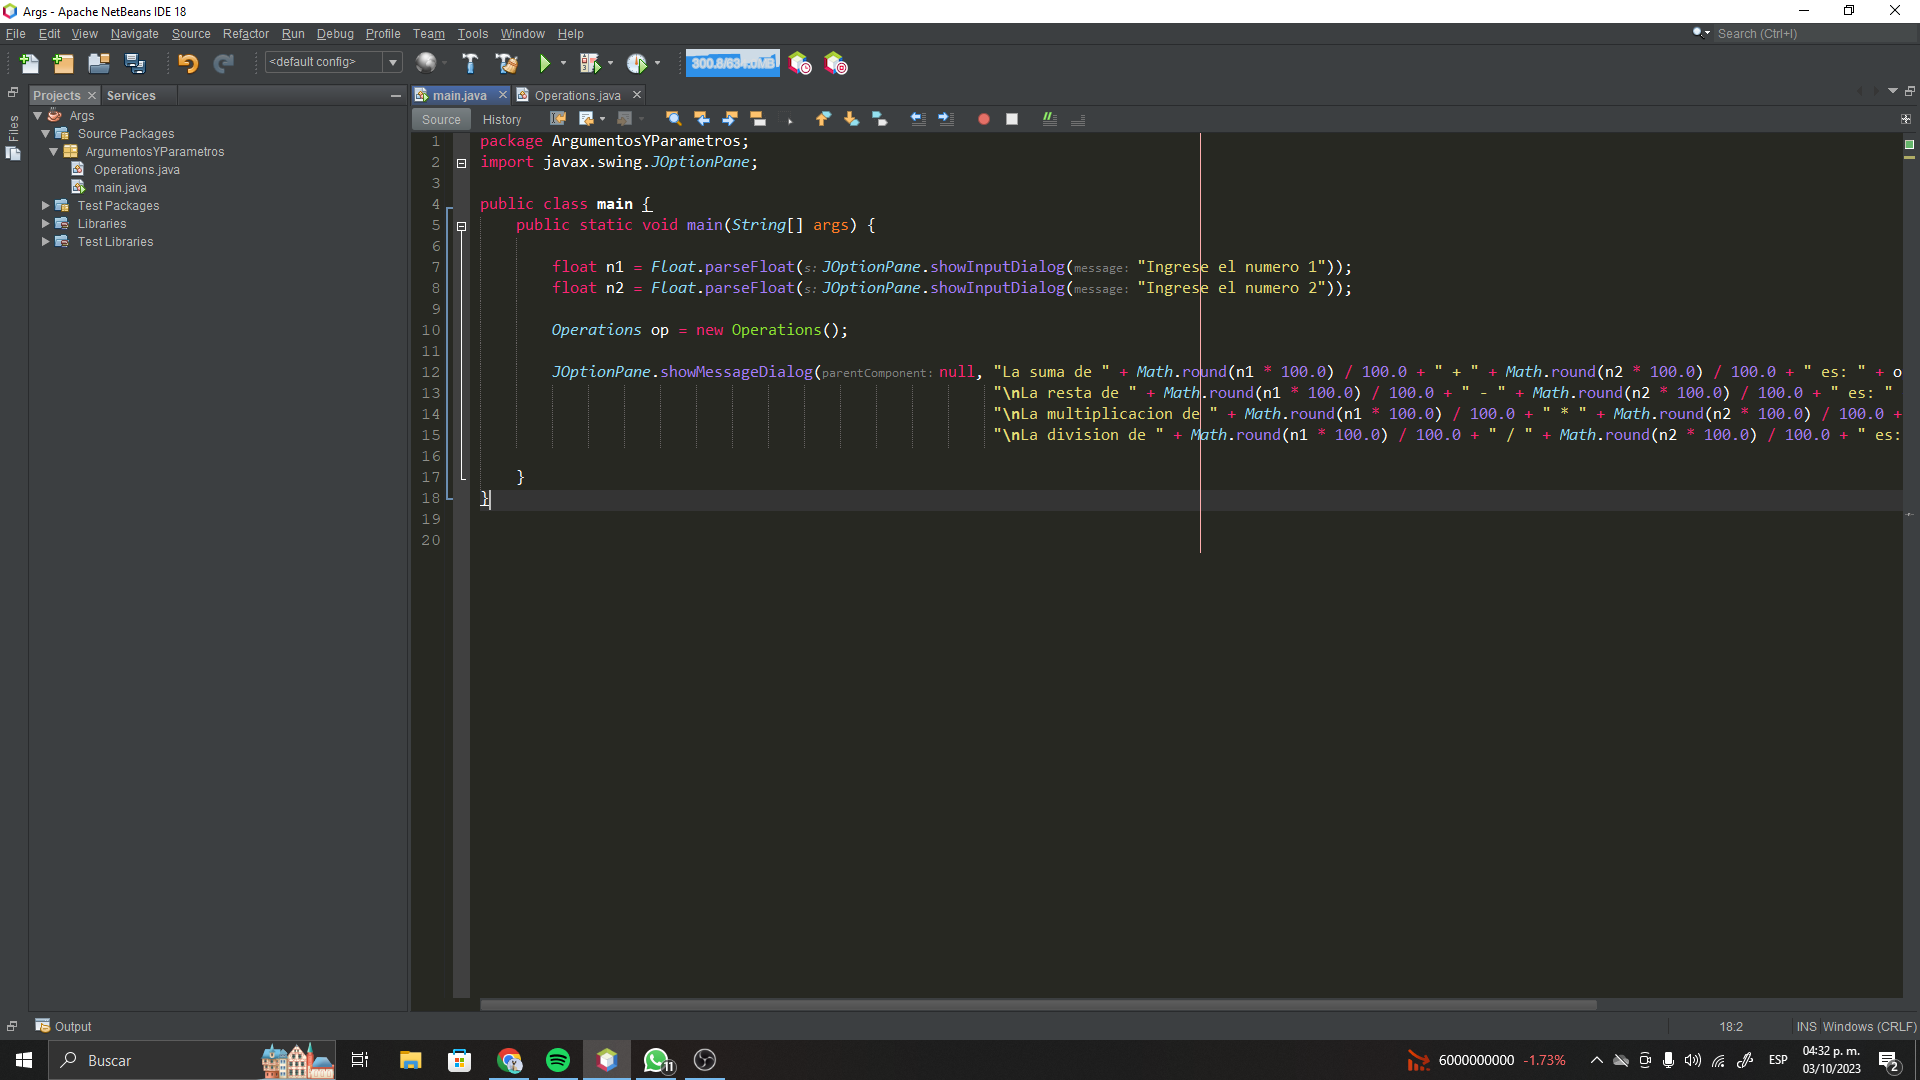 Args - Apache NetBeans IDE 18
File Edit View Navigate Source Refactor Run Debug Profile Team Tools Window Help
Search (Ctrl+I)
<default config>
Projects Services
main.java Operations.java
Files
Source History
Args
Source Packages
ArgumentosYParametros
Operations.java
main.java
Test Packages
Libraries
Test Libraries
1 package ArgumentosYParametros;
2 import javax.swing.JOptionPane;
3
4 public class main {
5 public static void main(String[] args) {
6
7 float n1 = Float.parseFloat(s: JOptionPane.showInputDialog(message: "Ingrese el numero 1"));
8 float n2 = Float.parseFloat(s: JOptionPane.showInputDialog(message: "Ingrese el numero 2"));
9
10 Operations op = new Operations();
11
12 JOptionPane.showMessageDialog(parentComponent: null, "La suma de " + Math.round(n1 * 100.0) / 100.0 + " + " + Math.round(n2 * 100.0) / 100.0 + " es: " + o
13 "\nLa resta de " + Math.round(n1 * 100.0) / 100.0 + " - " + Math.round(n2 * 100.0) / 100.0 + " es: "
14 "\nLa multiplicacion de " + Math.round(n1 * 100.0) / 100.0 + " * " + Math.round(n2 * 100.0) / 100.0 +
15 "\nLa division de " + Math.round(n1 * 100.0) / 100.0 + " / " + Math.round(n2 * 100.0) / 100.0 + " es:
16
17 }
18 }
19
20
Output
18:2 INS Windows (CRLF)
Buscar
11
6000000000 -1.73%
ESP
04:32 p. m.
03/10/2023
2